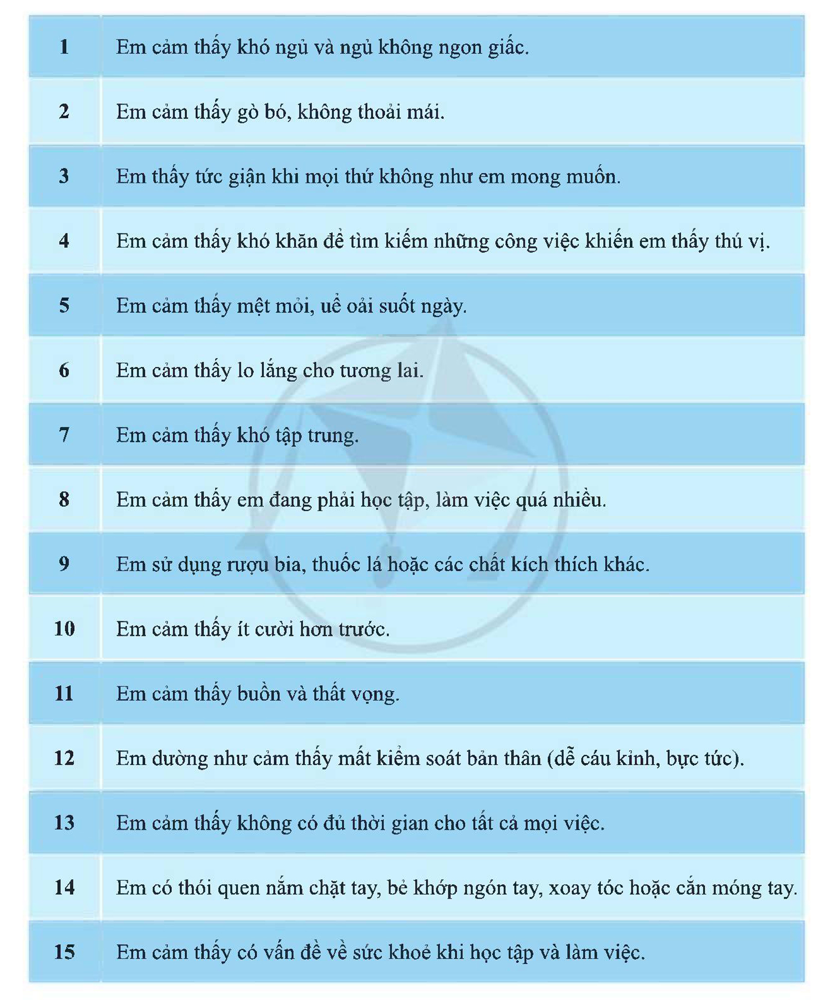 1 Em cảm thấy khó ngủ và ngủ không ngon giấc.
2 Em cảm thấy gò bó, không thoải mái.
3 Em thấy tức giận khi mọi thứ không như em mong muốn.
4 Em cảm thấy khó khăn để tìm kiếm những công việc khiến em thấy thú vị.
5 Em cảm thấy mệt mỏi, uể oải suốt ngày.
6 Em cảm thấy lo lắng cho tương lai.
7 Em cảm thấy khó tập trung.
8 Em cảm thấy em đang phải học tập, làm việc quá nhiều.
9 Em sử dụng rượu bia, thuốc lá hoặc các chất kích thích khác.
10 Em cảm thấy ít cười hơn trước.
11 Em cảm thấy buồn và thất vọng.
12 Em dường như cảm thấy mất kiểm soát bản thân (dễ cáu kỉnh, bực tức).
13 Em cảm thấy không có đủ thời gian cho tất cả mọi việc.
14 Em có thói quen nắm chặt tay, bẻ khớp ngón tay, xoay tóc hoặc cắn móng tay.
15 Em cảm thấy có vấn đề về sức khoẻ khi học tập và làm việc.